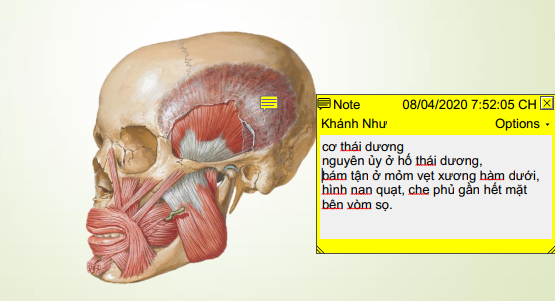 Note 08/04/2020 7:52:05 CH
Khánh Như Options
cơ thái dương
nguyên ủy ở hố thái dương,
bám tận ở mỏm vẹt xương hàm dưới,
hình nan quạt, che phủ gần hết mặt
bên vòm sọ.